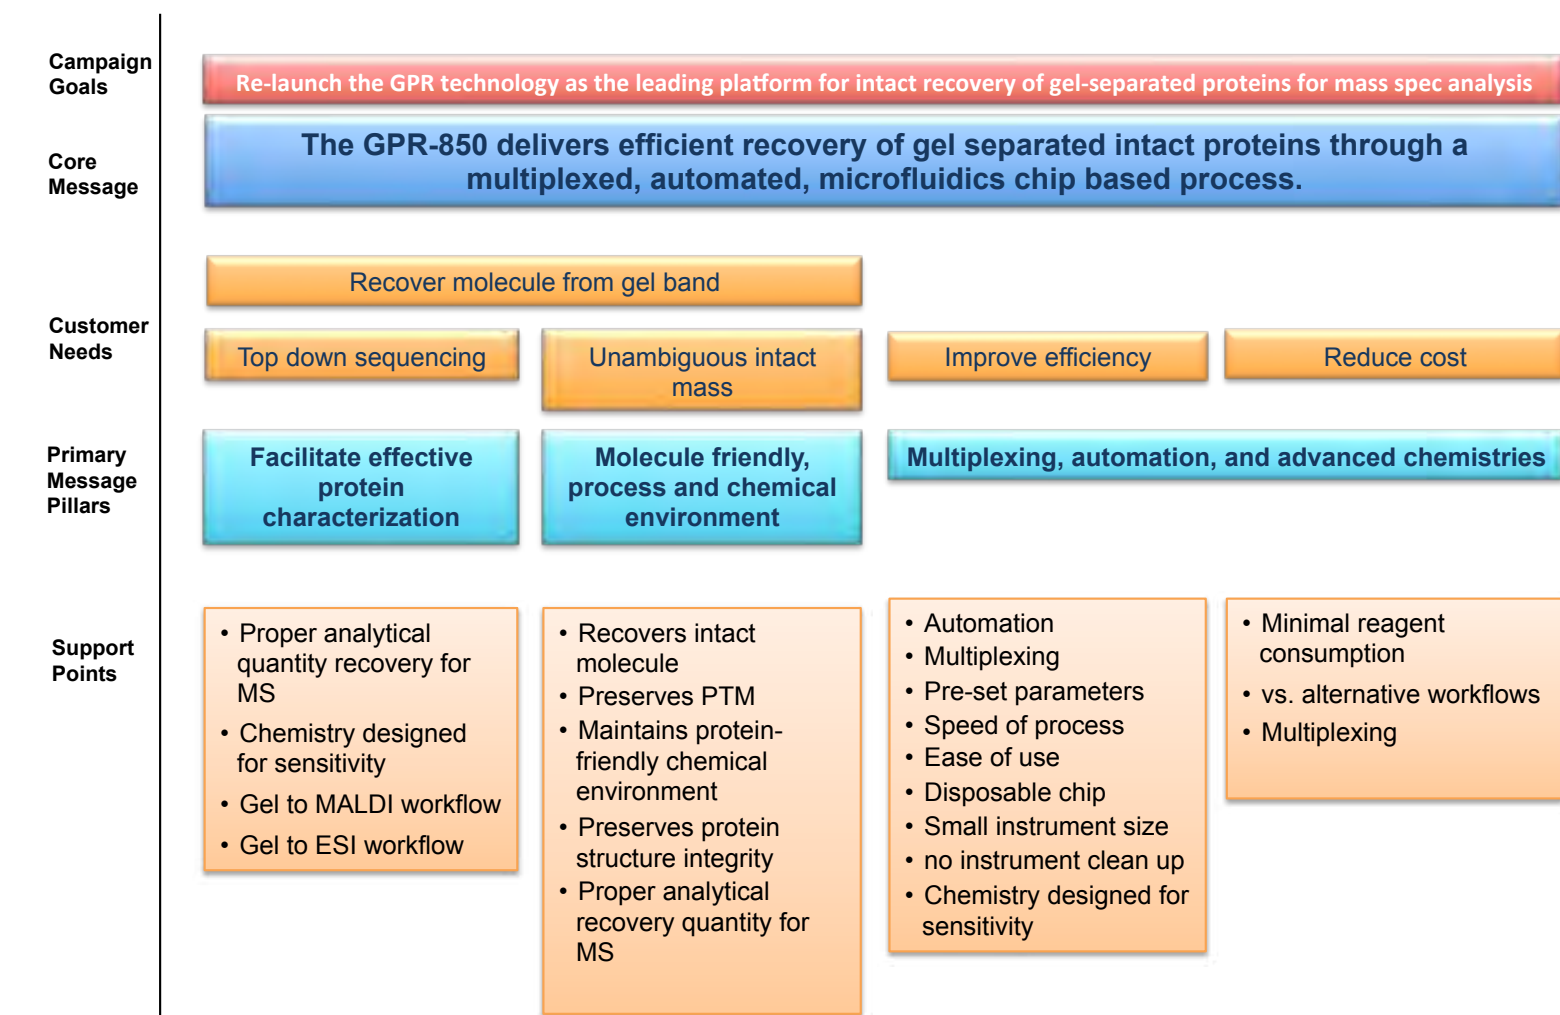 Campaign
Goals
Re-launch the GPR technology as the leading platform for intact recovery of gel-separated proteins for mass spec analysis
Core
Message
The GPR-850 delivers efficient recovery of gel separated intact proteins through a
multiplexed, automated, microfluidics chip based process.
Customer
Needs
Recover molecule from gel band
Top down sequencing
Unambiguous intact
mass
Improve efficiency
Reduce cost
Primary
Message
Pillars
Facilitate effective
protein
characterization
Molecule friendly,
process and chemical
environment
Multiplexing, automation, and advanced chemistries
Support
Points
• Proper analytical
quantity recovery for
MS
• Chemistry designed
for sensitivity
• Gel to MALDI workflow
• Gel to ESI workflow
• Recovers intact
molecule
• Preserves PTM
• Maintains protein-
friendly chemical
environment
• Preserves protein
structure integrity
• Proper analytical
recovery quantity for
MS
• Automation
• Multiplexing
• Pre-set parameters
• Speed of process
• Ease of use
• Disposable chip
• Small instrument size
• no instrument clean up
• Chemistry designed for
sensitivity
• Minimal reagent
consumption
• vs. alternative workflows
• Multiplexing